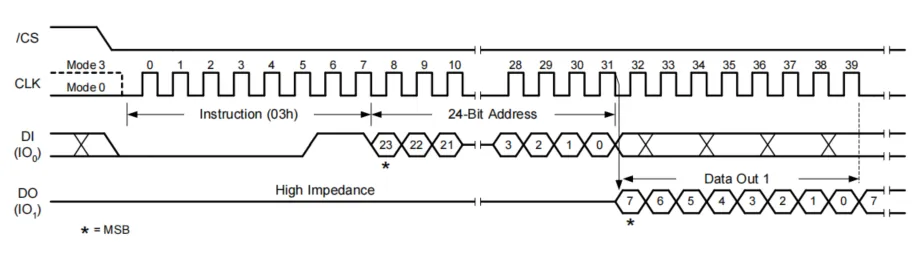 /CS
Mode 3 0 1 2 3 4 5 6 7 8 9 10 28 29 30 31 32 33 34 35 36 37 38 39
CLK
Mode 0
Instruction (03h) 24-Bit Address
DI
(IO₀)
23 22 21 3 2 1 0
*
High Impedance Data Out 1
DO
(IO₁)
7 6 5 4 3 2 1 0 7
*
* = MSB